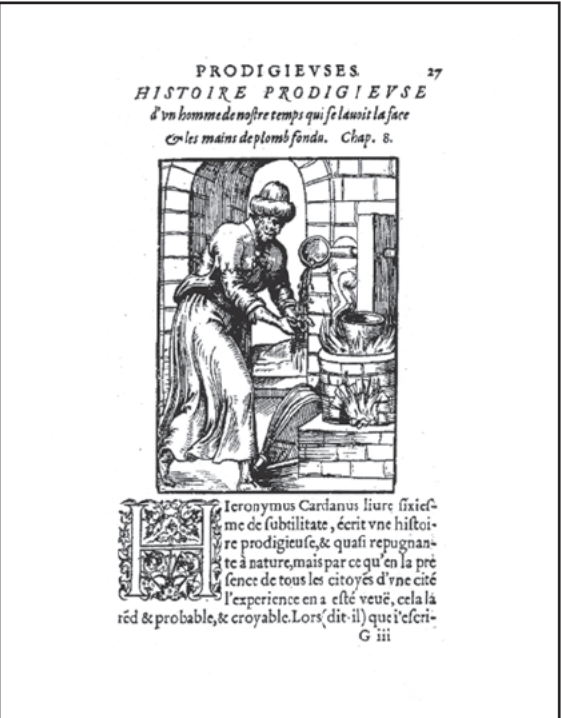 PRODIGIEVSES. 27
HISTOIRE PRODIGIEVSE
d'vn homme de noſtre temps qui ſe lauoit la face
& les mains de plomb fondu. Chap. 8.
HIeronymus Cardanus liure ſixieſ-
me de ſubtilitate, écrit vne hiſtoi-
re prodigieuſe, & quaſi repugnan-
te à nature, mais par ce qu'en la pre
ſence de tous les citoyẽs d'vne cité
l'experience en a eſté veuë, cela la
rẽd & probable, & croyable. Lors (dit-il) que i'eſcri-
G iii